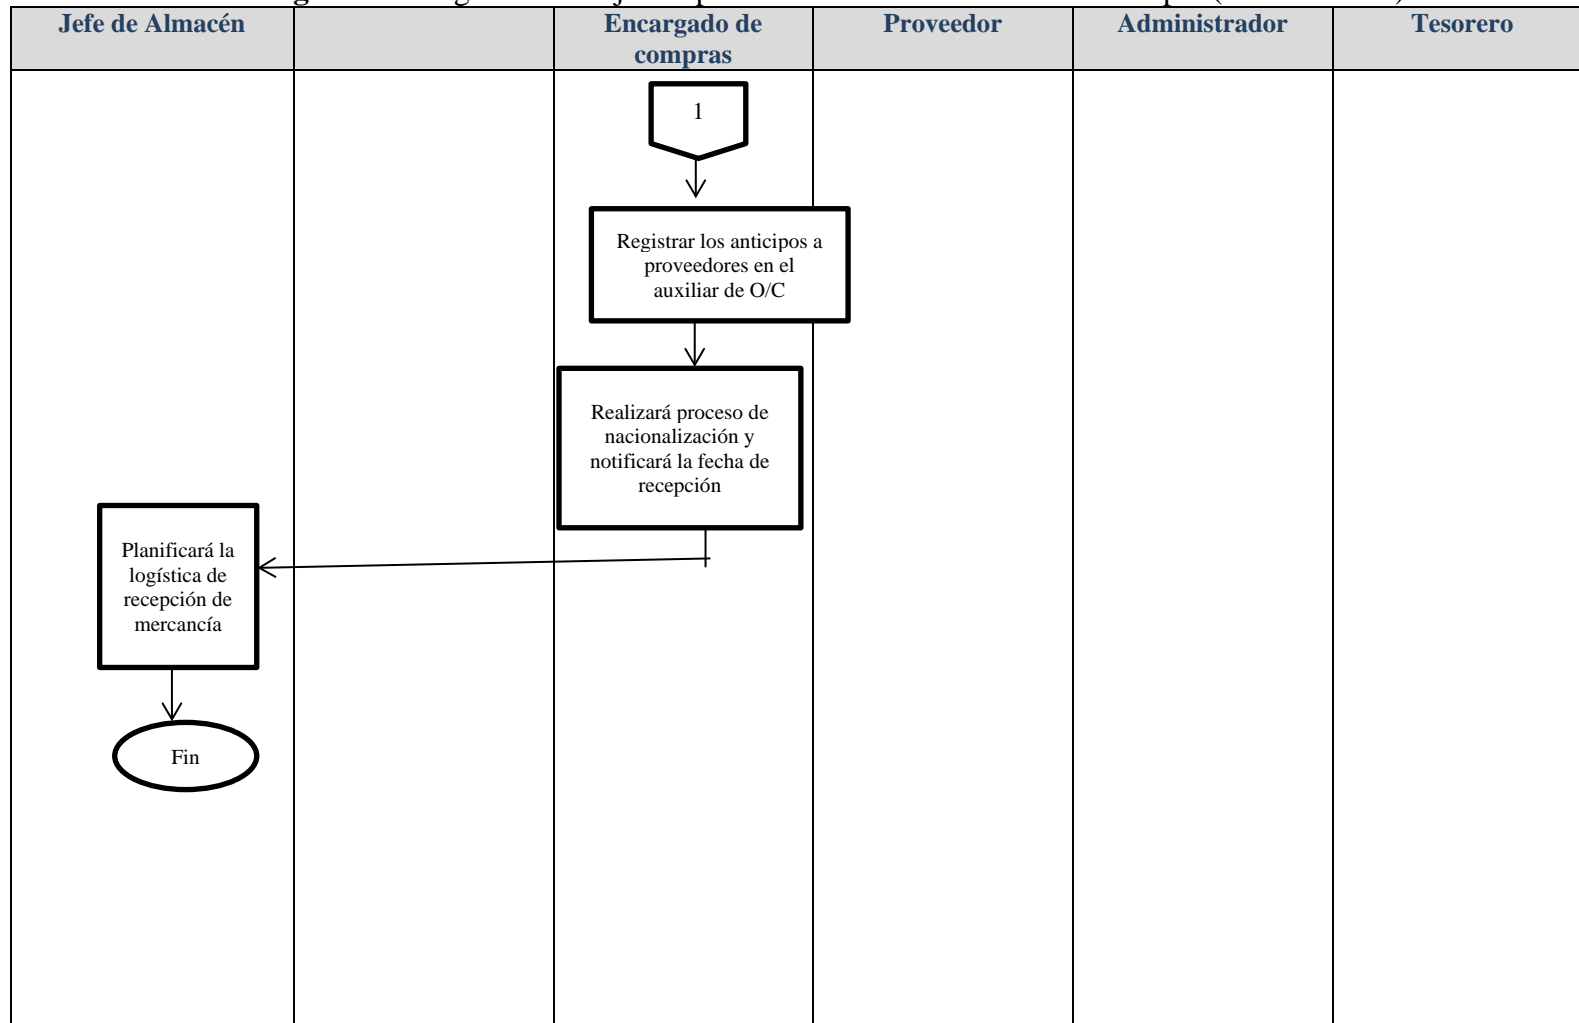 Jefe de Almacén
Encargado de
compras
Proveedor
Administrador
Tesorero
1
Registrar los anticipos a
proveedores en el
auxiliar de O/C
Realizará proceso de
nacionalización y
notificará la fecha de
recepción
Planificará la
logística de
recepción de
mercancía
Fin